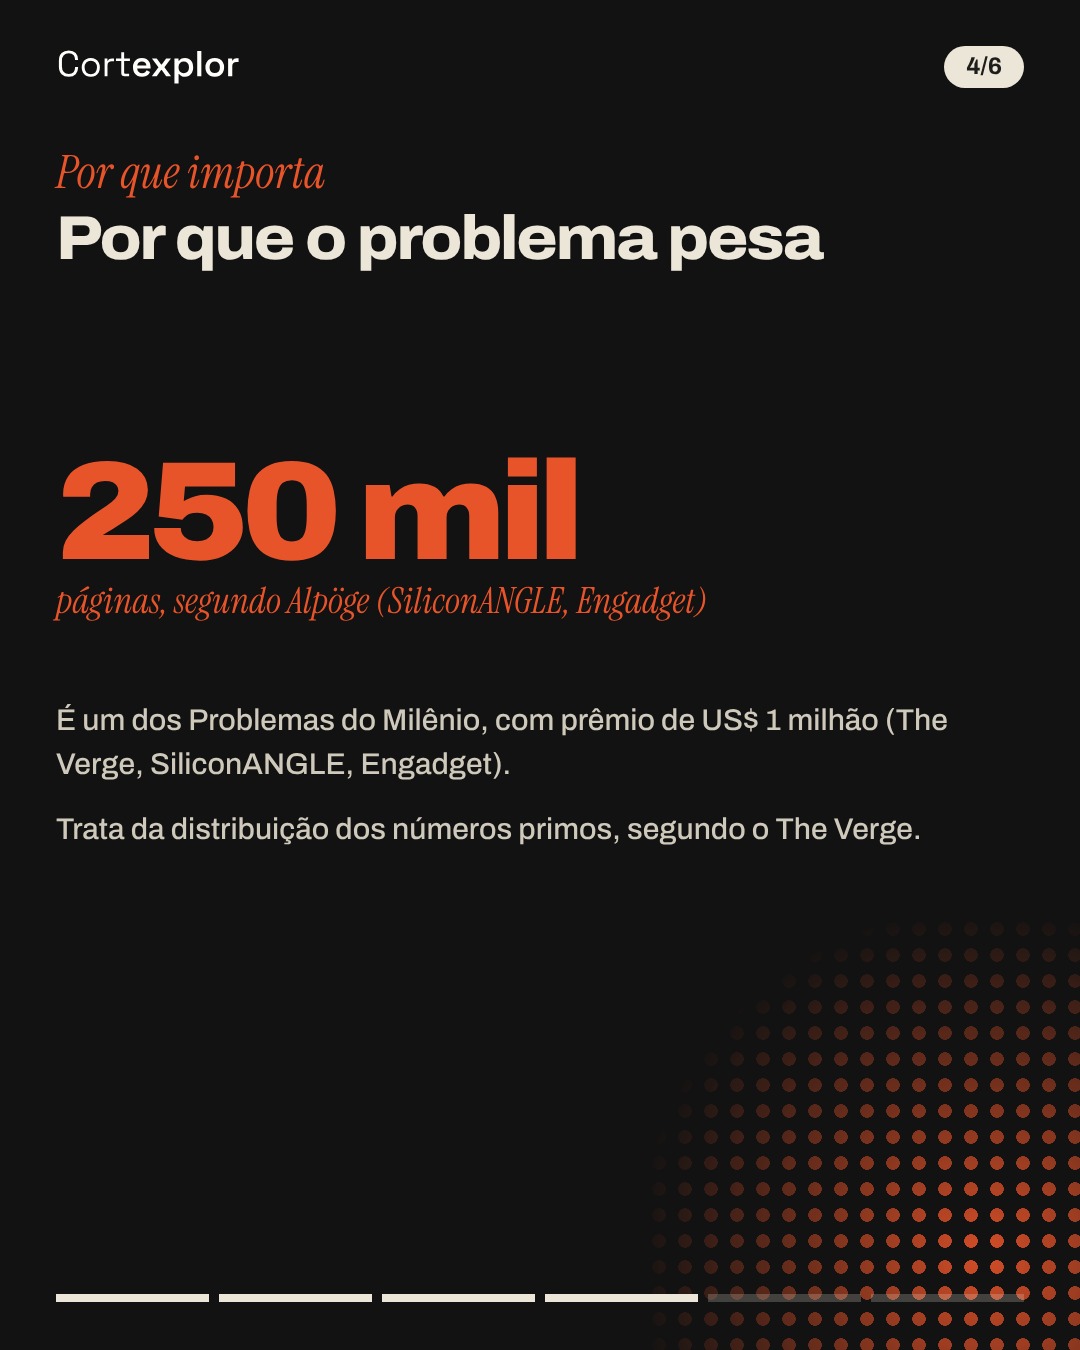 Cortexplor
4/6
Por que importa
Por que o problema pesa
250 mil
páginas, segundo Alpöge (SiliconANGLE, Engadget)
É um dos Problemas do Milênio, com prêmio de US$ 1 milhão (The
Verge, SiliconANGLE, Engadget).
Trata da distribuição dos números primos, segundo o The Verge.